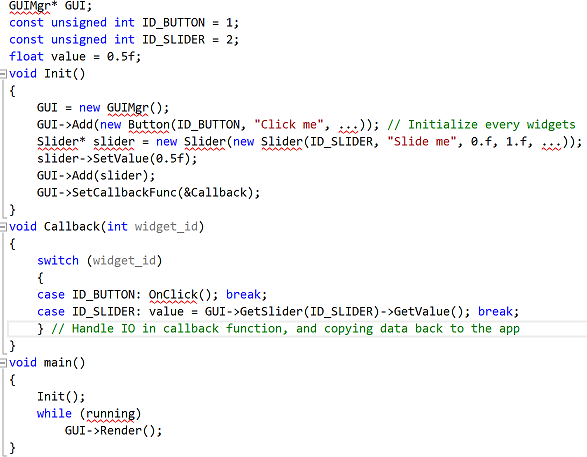 GUIMgr* GUI;
const unsigned int ID_BUTTON = 1;
const unsigned int ID_SLIDER = 2;
float value = 0.5f;
void Init()
{
    GUI = new GUIMgr();
    GUI->Add(new Button(ID_BUTTON, "Click me", ...)); // Initialize every widgets
    Slider* slider = new Slider(new Slider(ID_SLIDER, "Slide me", 0.f, 1.f, ...));
    slider->SetValue(0.5f);
    GUI->Add(slider);
    GUI->SetCallbackFunc(&Callback);
}
void Callback(int widget_id)
{
    switch (widget_id)
    {
    case ID_BUTTON: OnClick(); break;
    case ID_SLIDER: value = GUI->GetSlider(ID_SLIDER)->GetValue(); break;
    } // Handle IO in callback function, and copying data back to the app
}
void main()
{
    Init();
    while (running)
        GUI->Render();
}